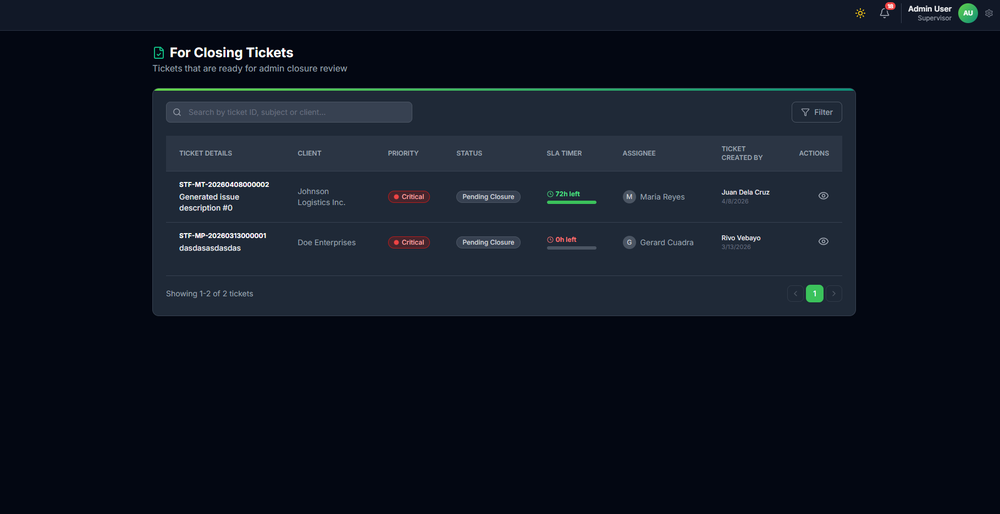 18
Admin User
Supervisor
AU
For Closing Tickets
Tickets that are ready for admin closure review
Search by ticket ID, subject or client...
Filter
TICKET DETAILS
CLIENT
PRIORITY
STATUS
SLA TIMER
ASSIGNEE
TICKET
CREATED BY
ACTIONS
STF-MT-20260408000002
Generated issue
description #0
Johnson
Logistics Inc.
Critical
Pending Closure
72h left
M
Maria Reyes
Juan Dela Cruz
4/8/2026
STF-MP-20260313000001
dasdasasdasdas
Doe Enterprises
Critical
Pending Closure
0h left
G
Gerard Cuadra
Rivo Vebayo
3/13/2026
Showing 1-2 of 2 tickets
1